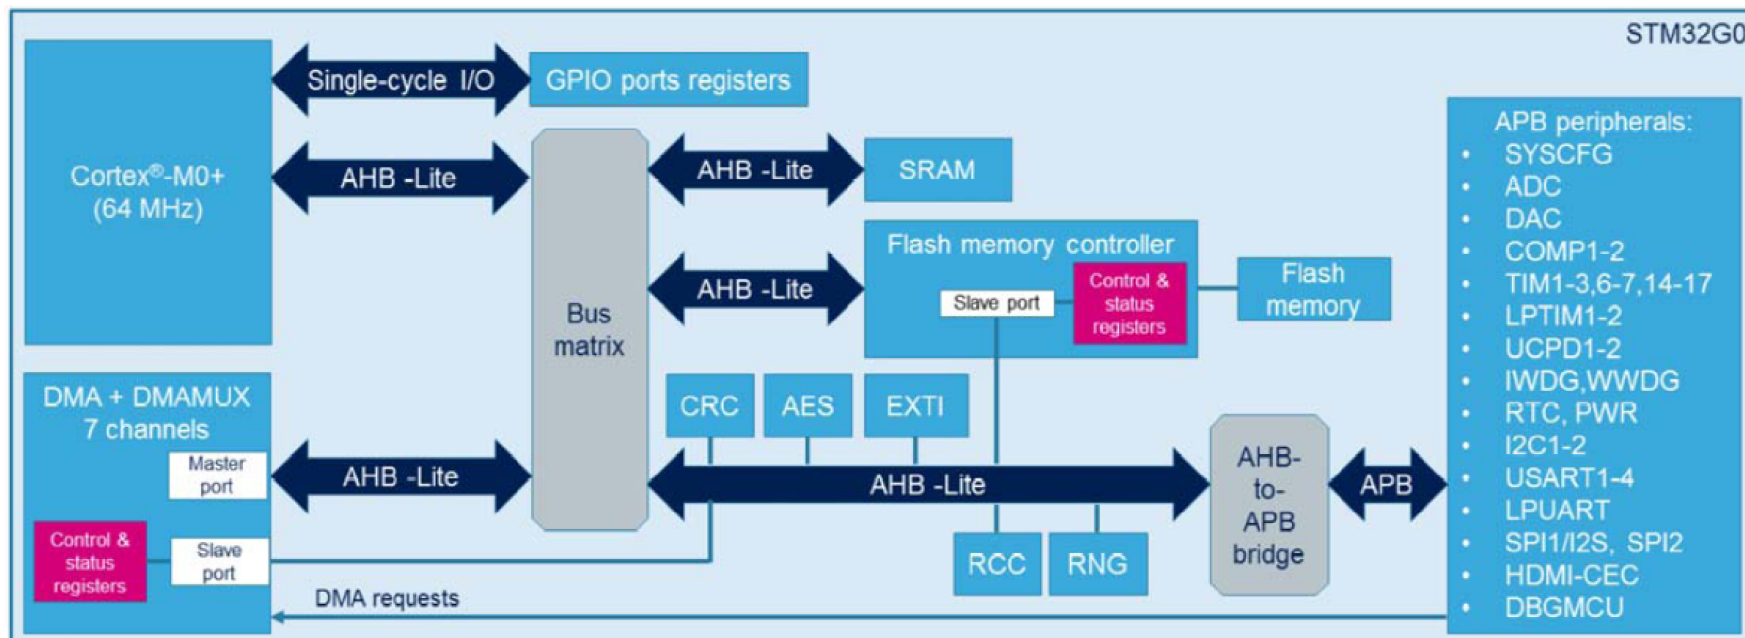 STM32G0
Cortex®-M0+
(64 MHz)
Single-cycle I/O
GPIO ports registers
AHB -Lite
Bus
matrix
AHB -Lite
SRAM
AHB -Lite
Flash memory controller
Slave port
Control &
status
registers
Flash
memory
DMA + DMAMUX
7 channels
Master
port
Control &
status
registers
Slave
port
AHB -Lite
CRC
AES
EXTI
AHB -Lite
RCC
RNG
AHB-
to-
APB
bridge
APB
DMA requests
APB peripherals:
• SYSCFG
• ADC
• DAC
• COMP1-2
• TIM1-3,6-7,14-17
• LPTIM1-2
• UCPD1-2
• IWDG,WWDG
• RTC, PWR
• I2C1-2
• USART1-4
• LPUART
• SPI1/I2S, SPI2
• HDMI-CEC
• DBGMCU